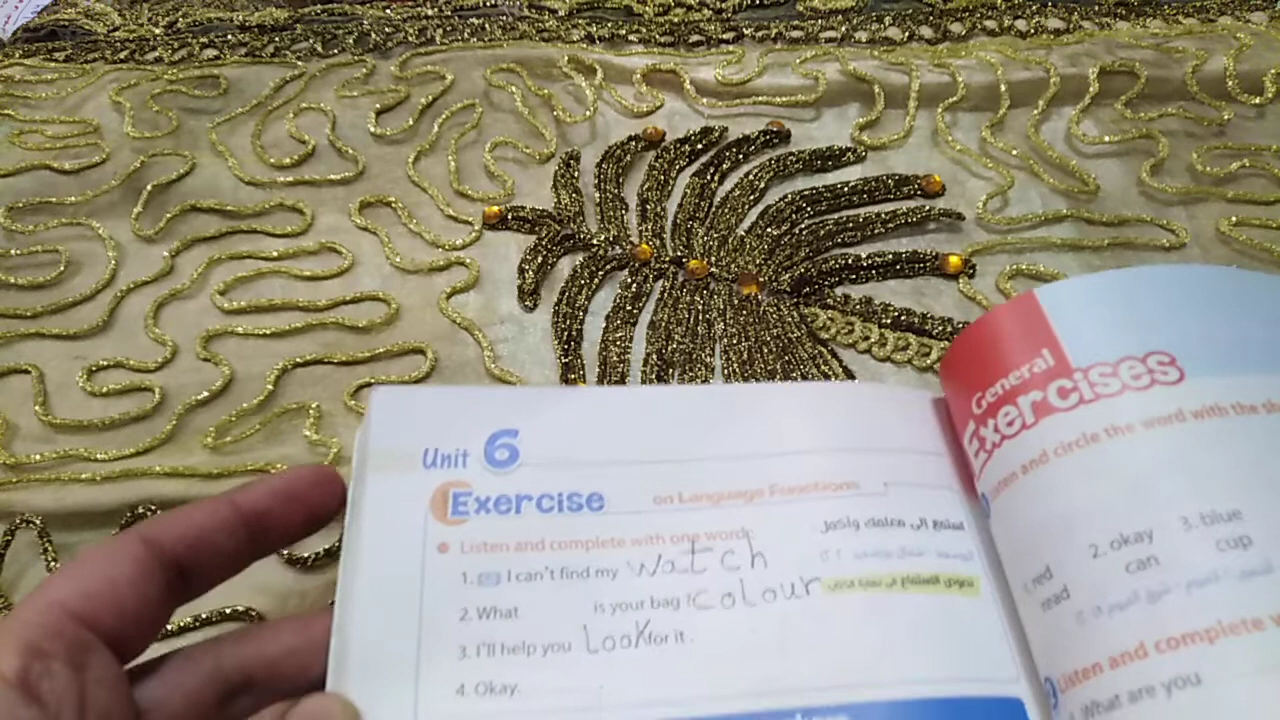 Unit 6
Exercise on Language Functions
Listen and complete with one word:
استمع إلى معلمك وأكمل
1. I can't find my watch
2. What is your bag? colour
3. I'll help you Look for it.
4. Okay.
General
Exercises
Listen and circle the word with the
1. red 2. okay 3. blue
read can cup
2 Listen and complete
What are you